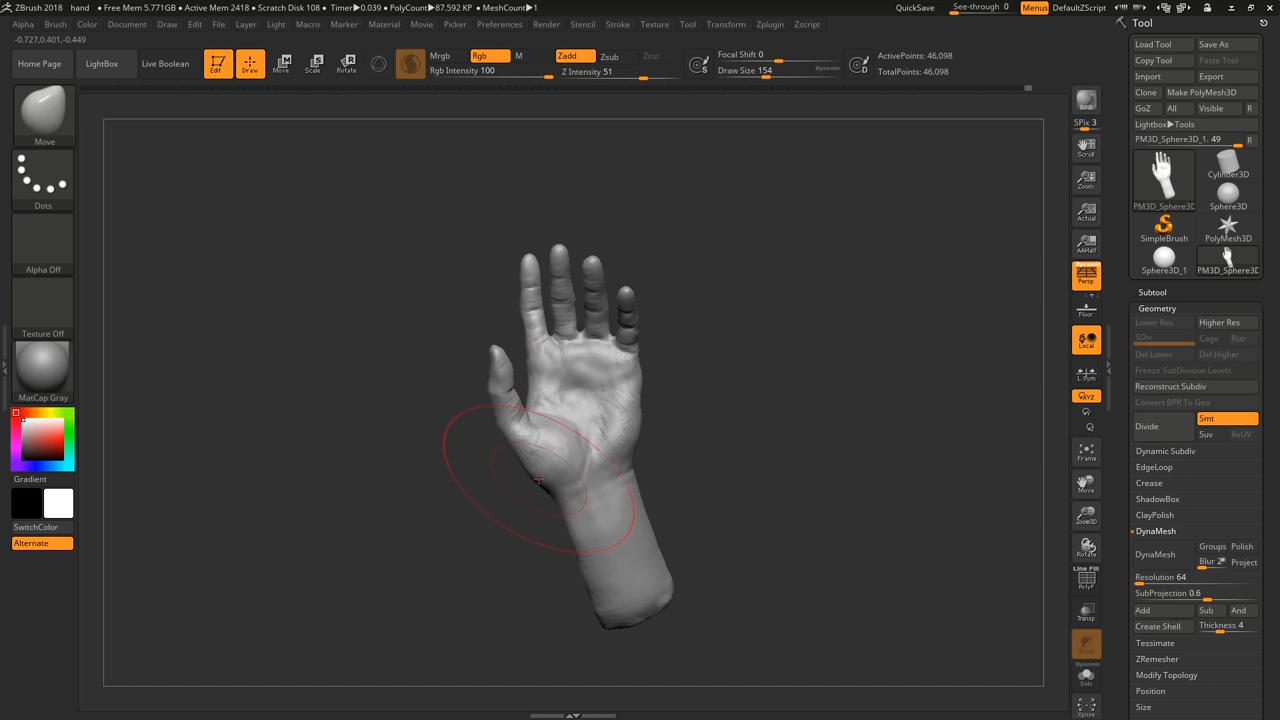 ZBrush 2018 hand • Free Mem 5.771GB • Active Mem 2418 • Scratch Disk 108 • Timer▶0.039 • PolyCount▶87.592 KP • MeshCount▶1
QuickSave See-through 0 Menus DefaultZScript
Alpha Brush Color Document Draw Edit File Layer Light Macro Marker Material Movie Picker Preferences Render Stencil Stroke Texture Tool Transform Zplugin Zscript
-0.727,0.401,-0.449
Home Page LightBox Live Boolean Edit Draw Move Scale Rotate
Mrgb Rgb M Zadd Zsub Zcut
Rgb Intensity 100 Z Intensity 51
Focal Shift 0
Draw Size 154 Dynamic
ActivePoints: 46,098
TotalPoints: 46,098
Move
Dots
Alpha Off
Texture Off
MatCap Gray
Gradient
SwitchColor
Alternate
BPR
SPix 3
Scroll
Zoom
Actual
AAHalf
Dynamic
Persp
Floor
Local
L.Sym
XYZ
Frame
Move
Zoom3D
Rotate
Line Fill
PolyF
Transp
Dynamic
Solo
Xpose
Tool
Load Tool Save As
Copy Tool Paste Tool
Import Export
Clone Make PolyMesh3D
GoZ All Visible R
Lightbox▶Tools
PM3D_Sphere3D_1. 49 R
Cylinder3D
PM3D_Sphere3D Sphere3D
SimpleBrush PolyMesh3D
Sphere3D_1 PM3D_Sphere3D
Subtool
Geometry
Lower Res Higher Res
SDiv Cage Rstr
Del Lower Del Higher
Freeze SubDivision Levels
Reconstruct Subdiv
Convert BPR To Geo
Divide Smt
Suv ReUV
Dynamic Subdiv
EdgeLoop
Crease
ShadowBox
ClayPolish
DynaMesh
DynaMesh Groups Polish
Blur 2 Project
Resolution 64
SubProjection 0.6
Add Sub And
Create Shell Thickness 4
Tessimate
ZRemesher
Modify Topology
Position
Size